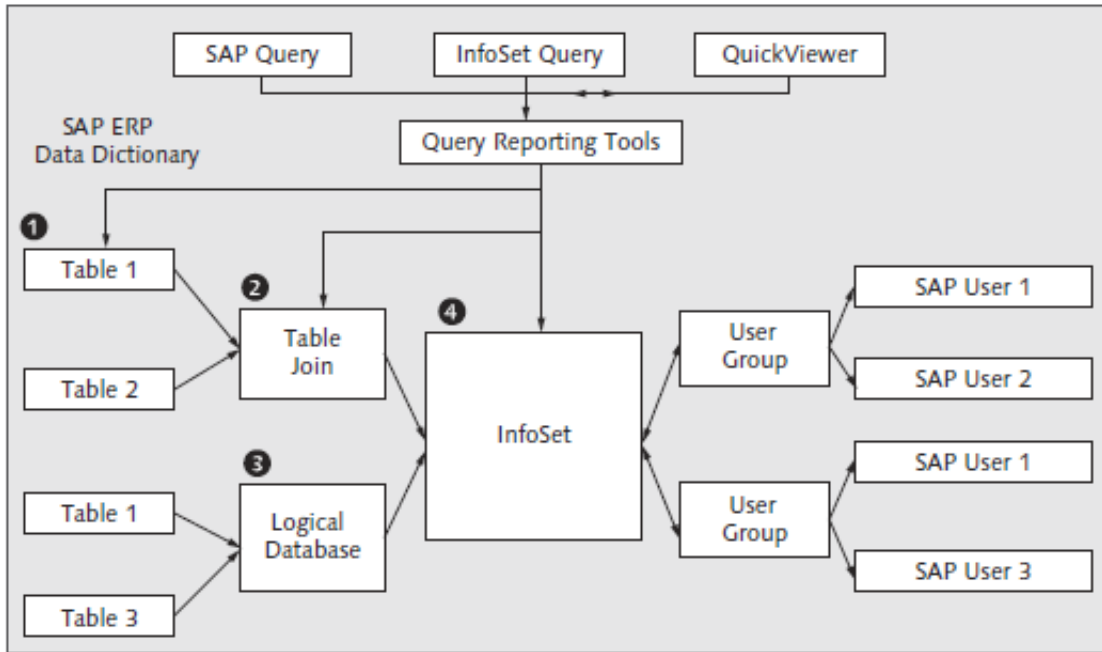 SAP Query
InfoSet Query
QuickViewer
SAP ERP
Data Dictionary
Query Reporting Tools
1
Table 1
2
Table
Join
Table 2
3
Table 1
Logical
Database
Table 3
4
InfoSet
User
Group
SAP User 1
SAP User 2
User
Group
SAP User 1
SAP User 3